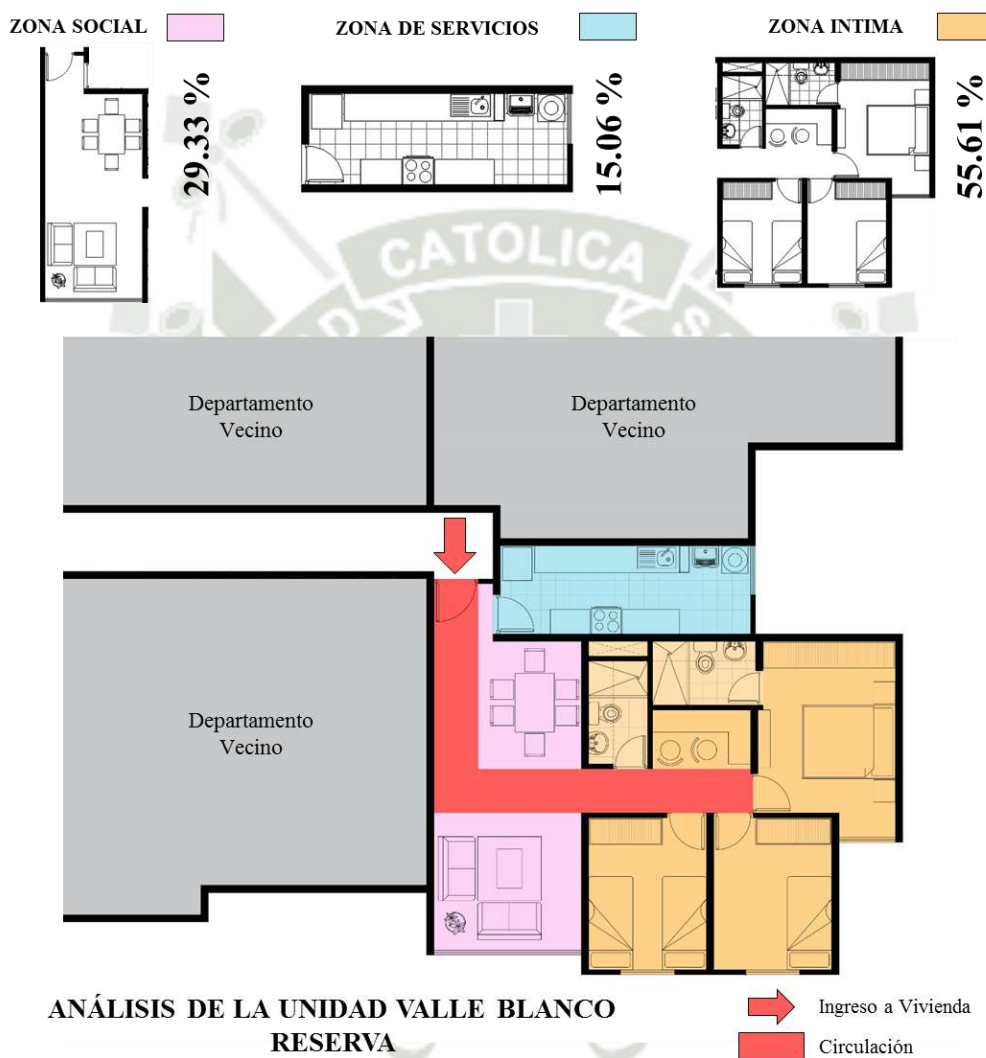 ZONA SOCIAL
ZONA DE SERVICIOS
ZONA INTIMA
29.33 %
15.06 %
55.61 %
CATOLICA
Departamento
Vecino
Departamento
Vecino
Departamento
Vecino
ANÁLISIS DE LA UNIDAD VALLE BLANCO
RESERVA
Ingreso a Vivienda
Circulación